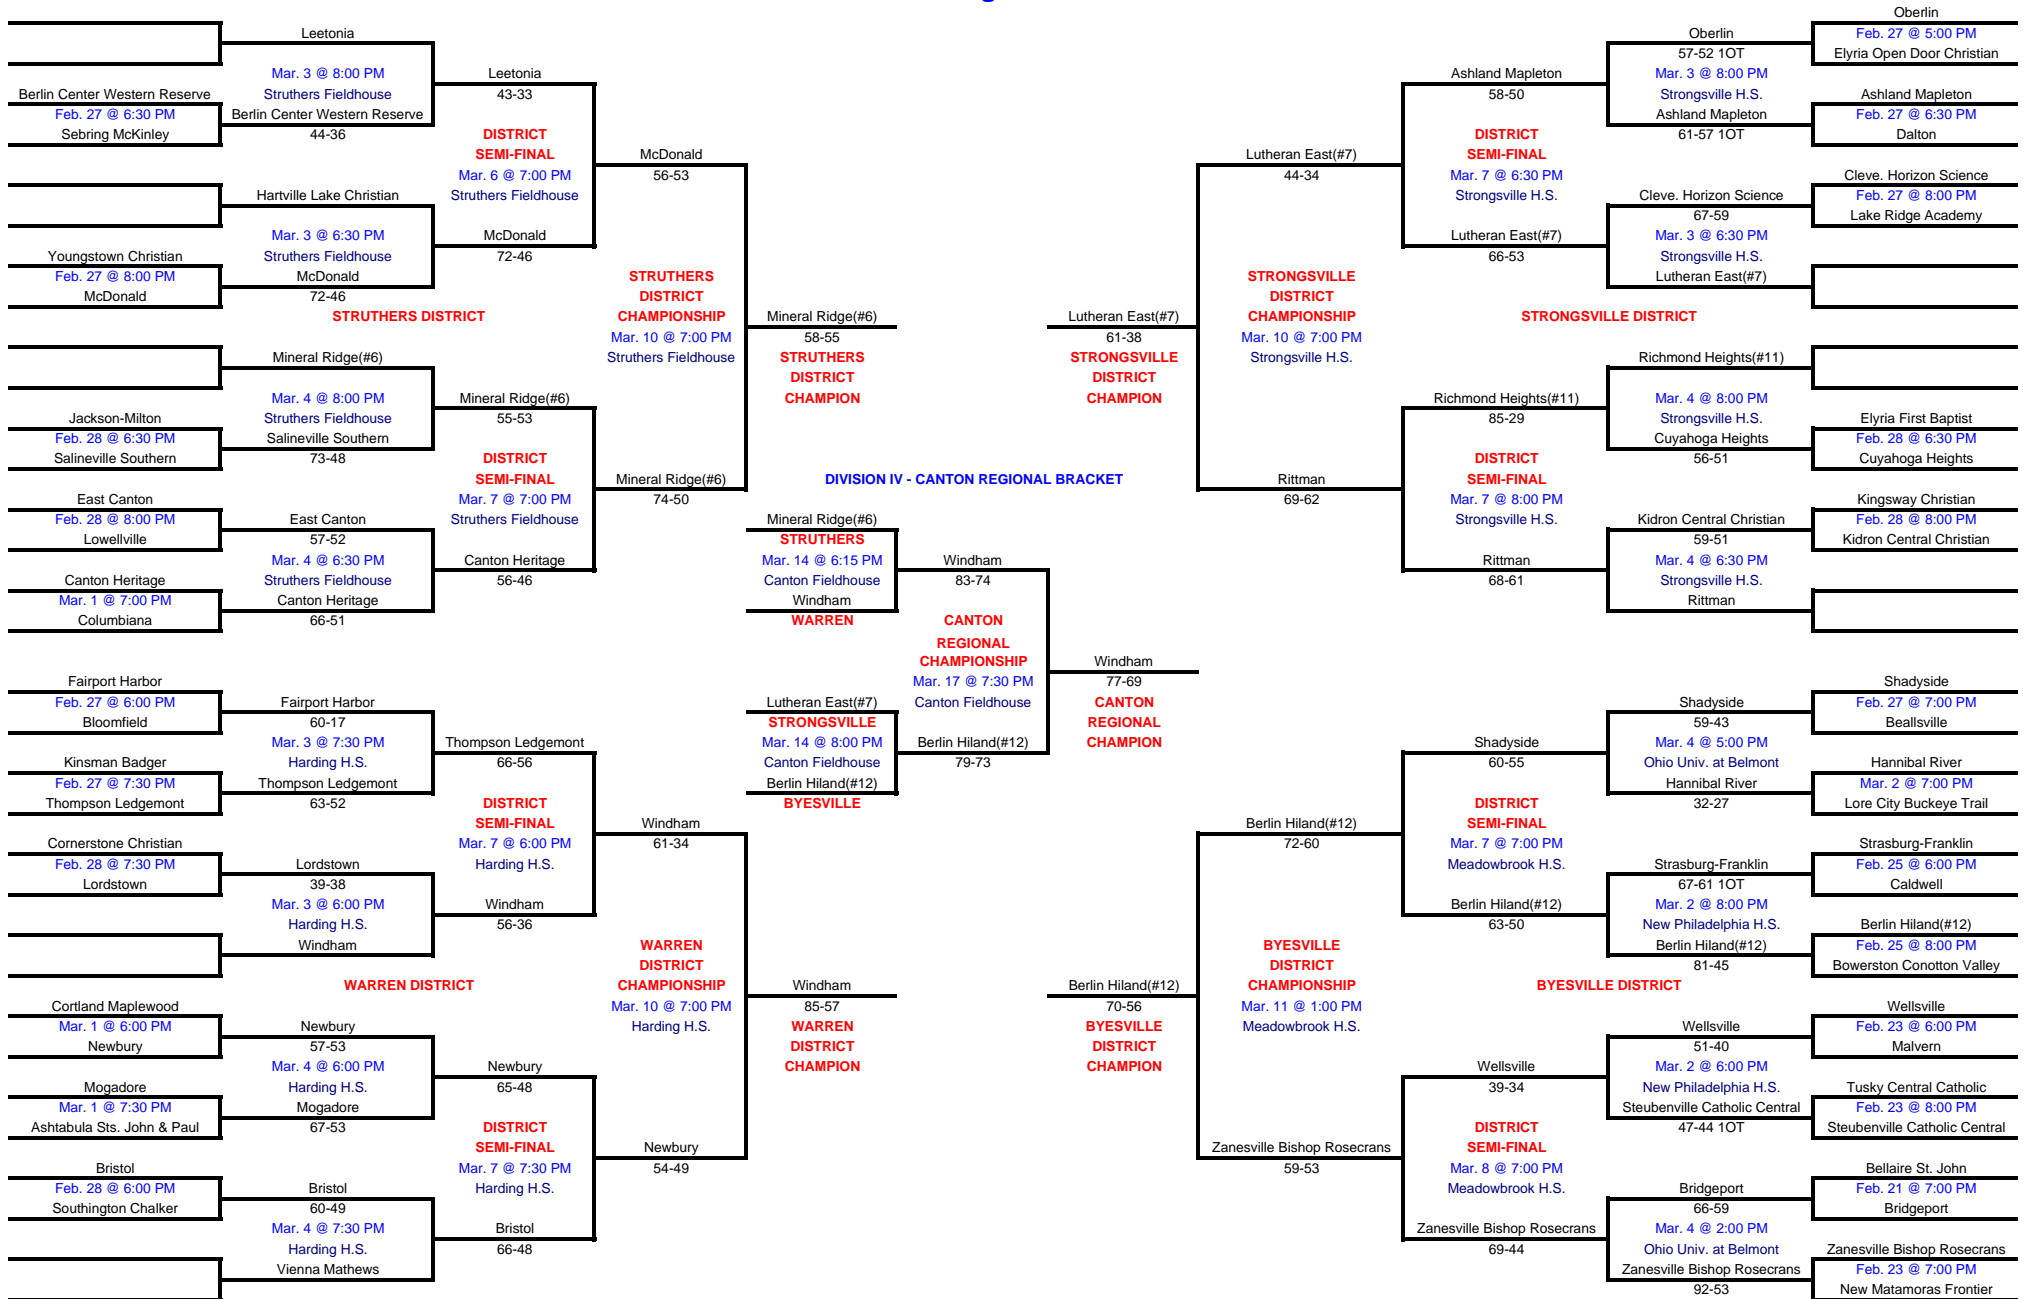 Leetonia
Mar. 3 @ 8:00 PM
Struthers Fieldhouse
Berlin Center Western Reserve
Feb. 27 @ 6:30 PM
Sebring McKinley
Berlin Center Western Reserve
44-36
Leetonia
43-33
DISTRICT
SEMI-FINAL
Mar. 6 @ 7:00 PM
Struthers Fieldhouse
Hartville Lake Christian
Mar. 3 @ 6:30 PM
Struthers Fieldhouse
Youngstown Christian
Feb. 27 @ 8:00 PM
McDonald
McDonald
72-46
McDonald
72-46
McDonald
56-53
STRUTHERS DISTRICT
STRUTHERS
DISTRICT
CHAMPIONSHIP
Mar. 10 @ 7:00 PM
Struthers Fieldhouse
Mineral Ridge(#6)
58-55
STRUTHERS
DISTRICT
CHAMPION
Mineral Ridge(#6)
Mar. 4 @ 8:00 PM
Struthers Fieldhouse
Jackson-Milton
Feb. 28 @ 6:30 PM
Salineville Southern
Salineville Southern
73-48
Mineral Ridge(#6)
55-53
DISTRICT
SEMI-FINAL
Mar. 7 @ 7:00 PM
Struthers Fieldhouse
Mineral Ridge(#6)
74-50
East Canton
Feb. 28 @ 8:00 PM
Lowellville
East Canton
57-52
Mar. 4 @ 6:30 PM
Struthers Fieldhouse
Canton Heritage
Mar. 1 @ 7:00 PM
Columbiana
Canton Heritage
66-51
Canton Heritage
56-46
Fairport Harbor
Feb. 27 @ 6:00 PM
Bloomfield
Fairport Harbor
60-17
Mar. 3 @ 7:30 PM
Harding H.S.
Kinsman Badger
Feb. 27 @ 7:30 PM
Thompson Ledgemont
Thompson Ledgemont
63-52
Thompson Ledgemont
66-56
DISTRICT
SEMI-FINAL
Mar. 7 @ 6:00 PM
Harding H.S.
Windham
61-34
Cornerstone Christian
Feb. 28 @ 7:30 PM
Lordstown
Lordstown
39-38
Mar. 3 @ 6:00 PM
Harding H.S.
Windham
Windham
56-36
WARREN DISTRICT
WARREN
DISTRICT
CHAMPIONSHIP
Mar. 10 @ 7:00 PM
Harding H.S.
Windham
85-57
WARREN
DISTRICT
CHAMPION
Cortland Maplewood
Mar. 1 @ 6:00 PM
Newbury
Newbury
57-53
Mar. 4 @ 6:00 PM
Harding H.S.
Mogadore
Mar. 1 @ 7:30 PM
Ashtabula Sts. John & Paul
Mogadore
67-53
Newbury
65-48
DISTRICT
SEMI-FINAL
Mar. 7 @ 7:30 PM
Harding H.S.
Newbury
54-49
Bristol
Feb. 28 @ 6:00 PM
Southington Chalker
Bristol
60-49
Mar. 4 @ 7:30 PM
Harding H.S.
Vienna Mathews
Bristol
66-48
DIVISION IV - CANTON REGIONAL BRACKET
Mineral Ridge(#6)
STRUTHERS
Mar. 14 @ 6:15 PM
Canton Fieldhouse
Windham
WARREN
Windham
83-74
CANTON
REGIONAL
CHAMPIONSHIP
Mar. 17 @ 7:30 PM
Canton Fieldhouse
Lutheran East(#7)
STRONGSVILLE
Mar. 14 @ 8:00 PM
Canton Fieldhouse
Berlin Hiland(#12)
BYESVILLE
Berlin Hiland(#12)
79-73
Windham
77-69
CANTON
REGIONAL
CHAMPION
Oberlin
Feb. 27 @ 5:00 PM
Elyria Open Door Christian
Oberlin
57-52 1OT
Mar. 3 @ 8:00 PM
Strongsville H.S.
Ashland Mapleton
Feb. 27 @ 6:30 PM
Dalton
Ashland Mapleton
61-57 1OT
Ashland Mapleton
58-50
DISTRICT
SEMI-FINAL
Mar. 7 @ 6:30 PM
Strongsville H.S.
Lutheran East(#7)
44-34
Cleve. Horizon Science
Feb. 27 @ 8:00 PM
Lake Ridge Academy
Cleve. Horizon Science
67-59
Mar. 3 @ 6:30 PM
Strongsville H.S.
Lutheran East(#7)
Lutheran East(#7)
66-53
STRONGSVILLE DISTRICT
STRONGSVILLE
DISTRICT
CHAMPIONSHIP
Mar. 10 @ 7:00 PM
Strongsville H.S.
Lutheran East(#7)
61-38
STRONGSVILLE
DISTRICT
CHAMPION
Richmond Heights(#11)
Mar. 4 @ 8:00 PM
Strongsville H.S.
Elyria First Baptist
Feb. 28 @ 6:30 PM
Cuyahoga Heights
Cuyahoga Heights
56-51
Richmond Heights(#11)
85-29
DISTRICT
SEMI-FINAL
Mar. 7 @ 8:00 PM
Strongsville H.S.
Rittman
69-62
Kingsway Christian
Feb. 28 @ 8:00 PM
Kidron Central Christian
Kidron Central Christian
59-51
Mar. 4 @ 6:30 PM
Strongsville H.S.
Rittman
Rittman
68-61
Shadyside
Feb. 27 @ 7:00 PM
Beallsville
Shadyside
59-43
Mar. 4 @ 5:00 PM
Ohio Univ. at Belmont
Hannibal River
Mar. 2 @ 7:00 PM
Lore City Buckeye Trail
Hannibal River
32-27
Shadyside
60-55
DISTRICT
SEMI-FINAL
Mar. 7 @ 7:00 PM
Meadowbrook H.S.
Berlin Hiland(#12)
72-60
Strasburg-Franklin
Feb. 25 @ 6:00 PM
Caldwell
Strasburg-Franklin
67-61 1OT
Mar. 2 @ 8:00 PM
New Philadelphia H.S.
Berlin Hiland(#12)
Feb. 25 @ 8:00 PM
Bowerston Conotton Valley
Berlin Hiland(#12)
81-45
Berlin Hiland(#12)
63-50
BYESVILLE DISTRICT
BYESVILLE
DISTRICT
CHAMPIONSHIP
Mar. 11 @ 1:00 PM
Meadowbrook H.S.
Berlin Hiland(#12)
70-56
BYESVILLE
DISTRICT
CHAMPION
Wellsville
Feb. 23 @ 6:00 PM
Malvern
Wellsville
51-40
Mar. 2 @ 6:00 PM
New Philadelphia H.S.
Tusky Central Catholic
Feb. 23 @ 8:00 PM
Steubenville Catholic Central
Steubenville Catholic Central
47-44 1OT
Wellsville
39-34
DISTRICT
SEMI-FINAL
Mar. 8 @ 7:00 PM
Meadowbrook H.S.
Zanesville Bishop Rosecrans
59-53
Bellaire St. John
Feb. 21 @ 7:00 PM
Bridgeport
Bridgeport
66-59
Mar. 4 @ 2:00 PM
Ohio Univ. at Belmont
Zanesville Bishop Rosecrans
Feb. 23 @ 7:00 PM
New Matamoras Frontier
Zanesville Bishop Rosecrans
92-53
Zanesville Bishop Rosecrans
69-44